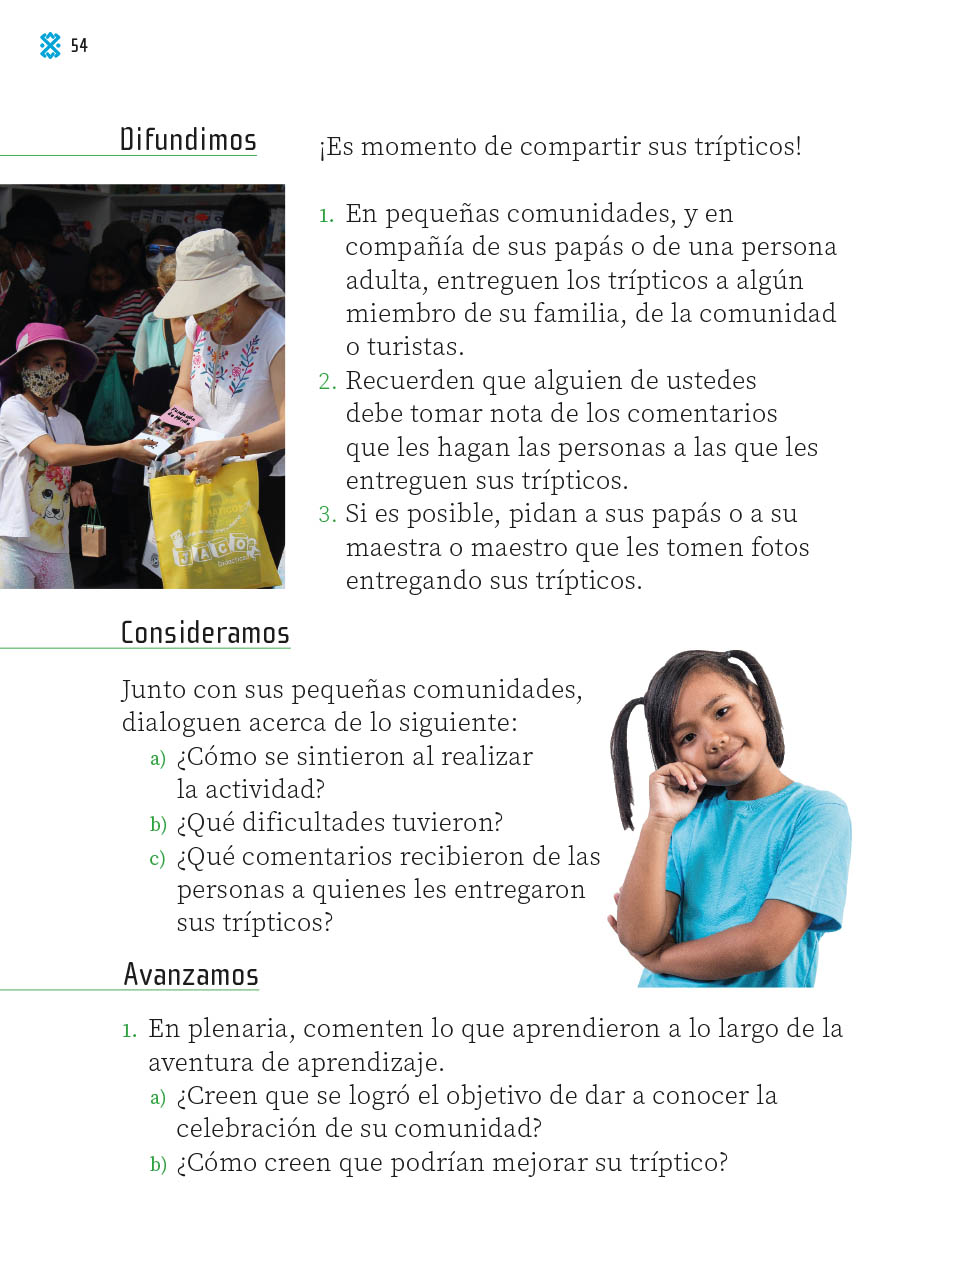 54
Difundimos
¡Es momento de compartir sus trípticos!
1. En pequeñas comunidades, y en
compañía de sus papás o de una persona
adulta, entreguen los trípticos a algún
miembro de su familia, de la comunidad
o turistas.
2. Recuerden que alguien de ustedes
debe tomar nota de los comentarios
que les hagan las personas a las que les
entreguen sus trípticos.
3. Si es posible, pidan a sus papás o a su
maestra o maestro que les tomen fotos
entregando sus trípticos.
JACO
Consideramos
Junto con sus pequeñas comunidades,
dialoguen acerca de lo siguiente:
a) ¿Cómo se sintieron al realizar
la actividad?
b) ¿Qué dificultades tuvieron?
c) ¿Qué comentarios recibieron de las
personas a quienes les entregaron
sus trípticos?
Avanzamos
1. En plenaria, comenten lo que aprendieron a lo largo de la
aventura de aprendizaje.
a) ¿Creen que se logró el objetivo de dar a conocer la
celebración de su comunidad?
b) ¿Cómo creen que podrían mejorar su tríptico?